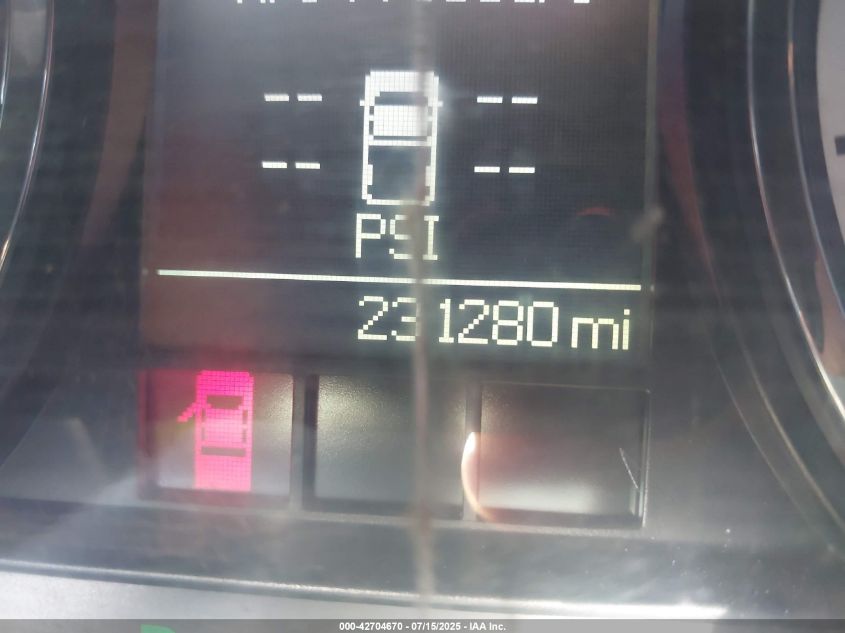 -- --
-- --
PSI
231280 mi
000-42704670 - 07/15/2025 - IAA Inc.